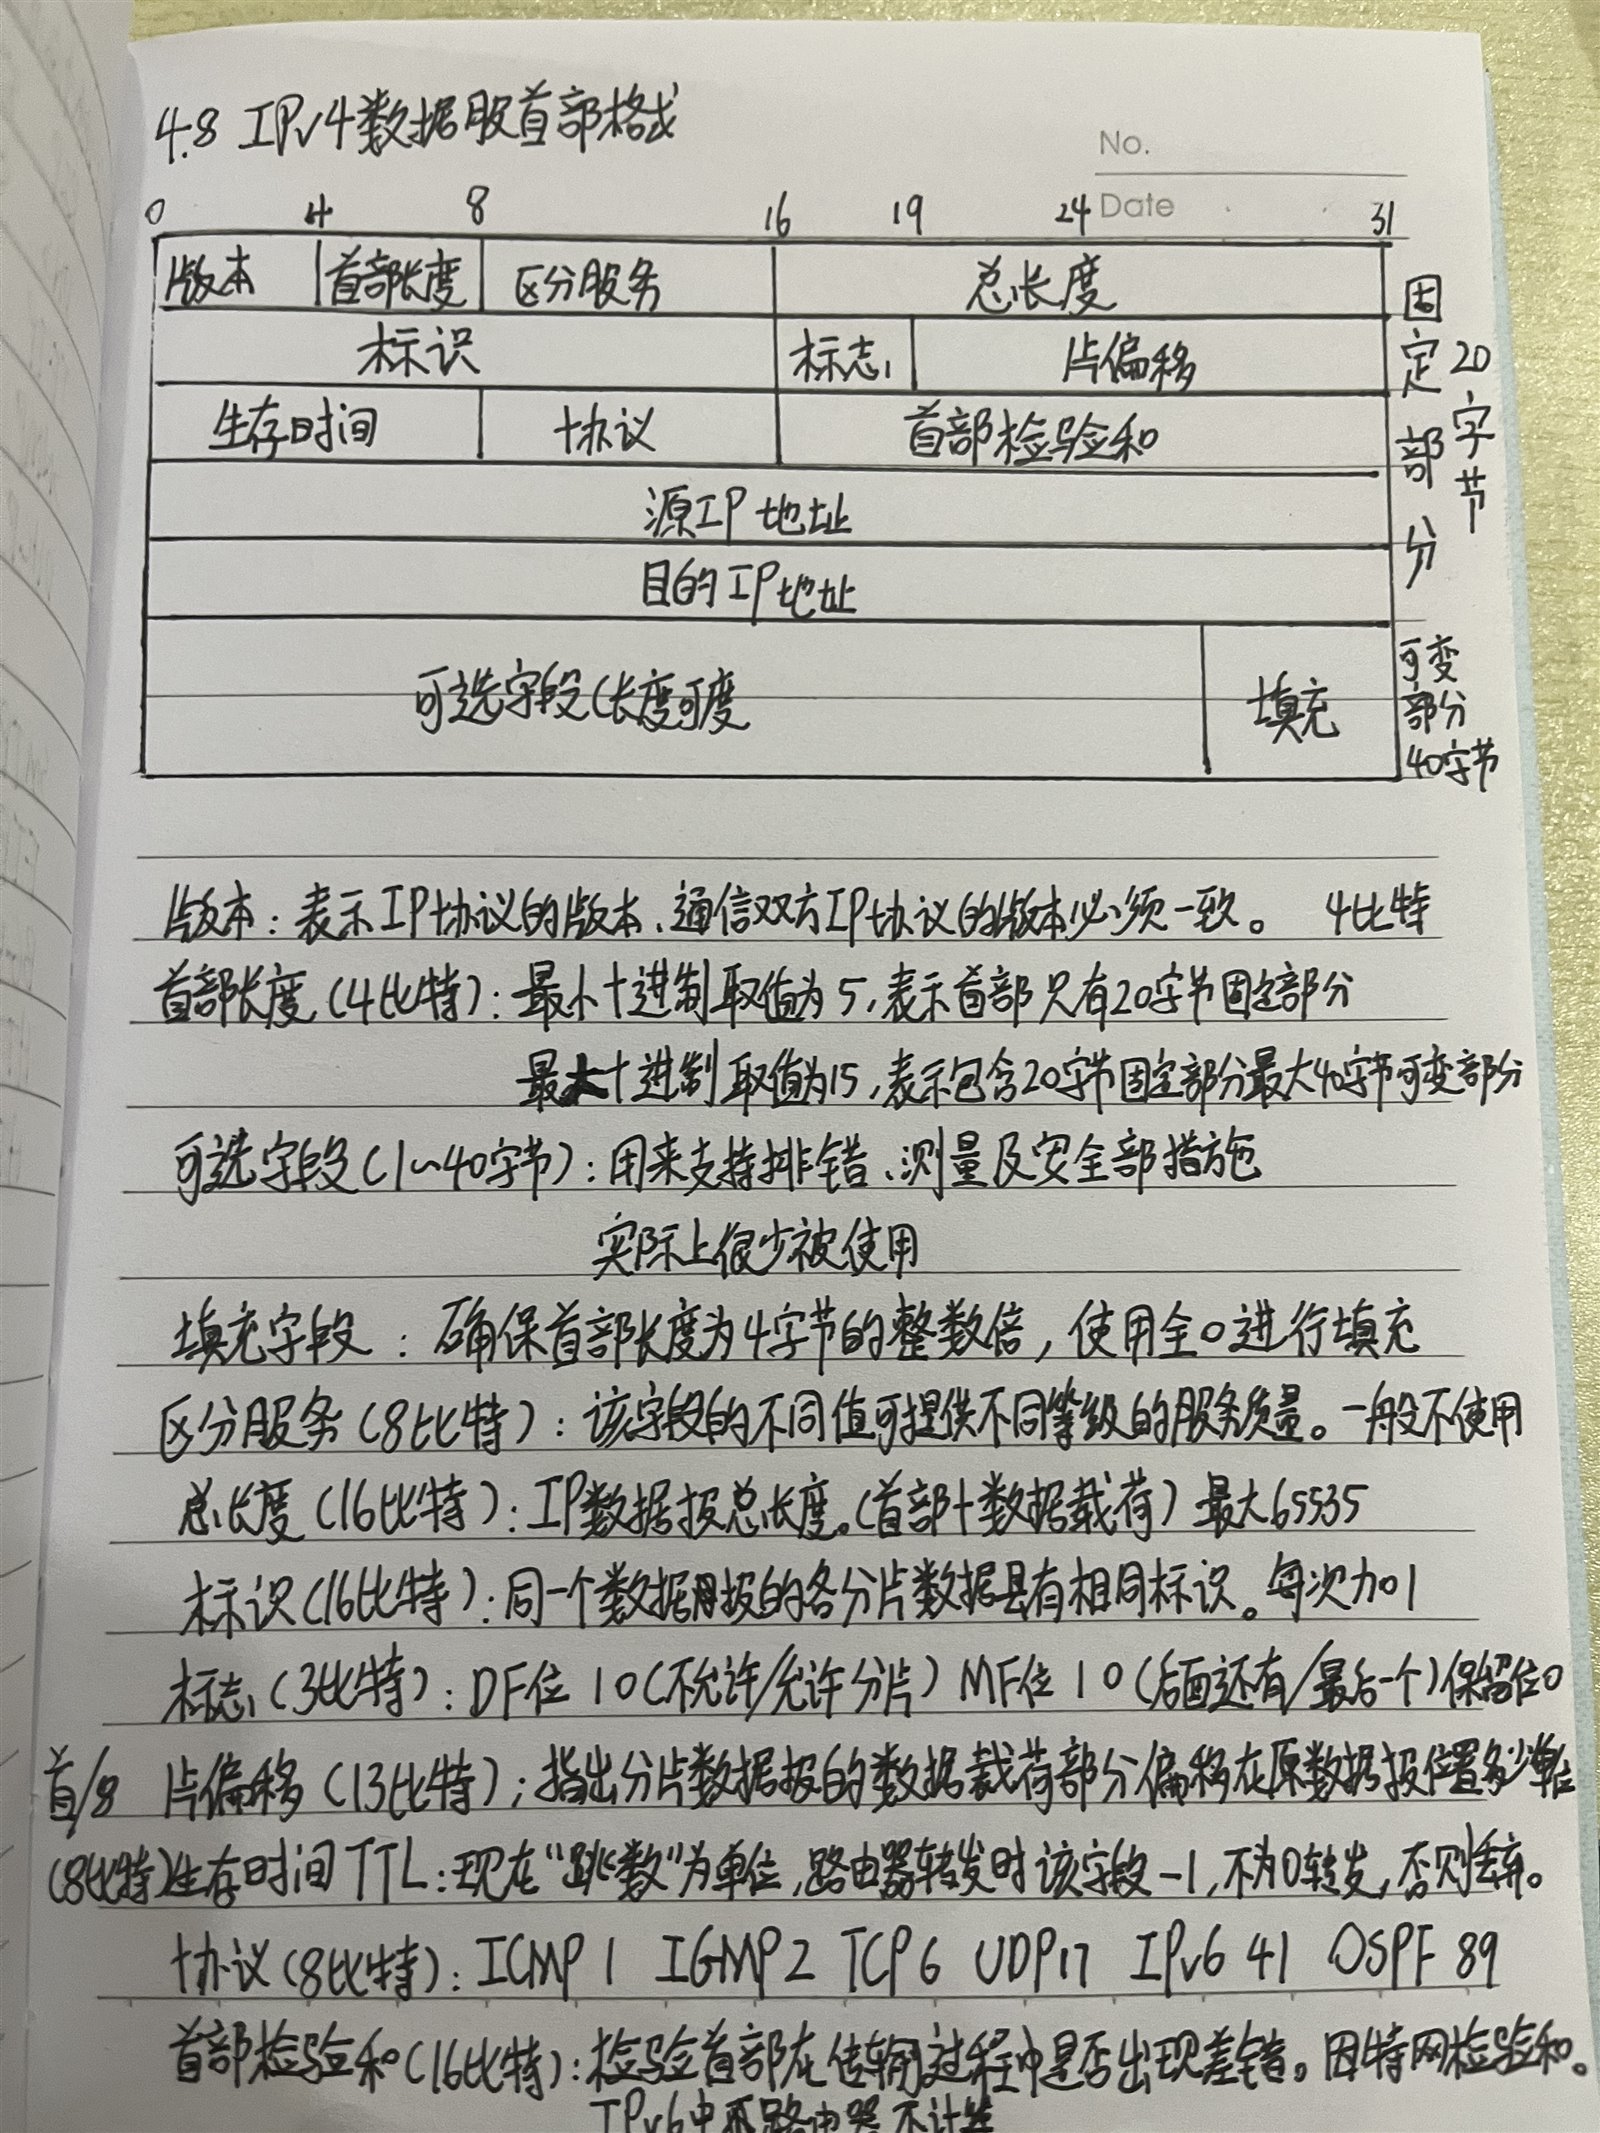 4.8 IPv4数据服首部格式
No.
Date
0 4 8 16 19 24 31
版本 首部长度 区分服务 总长度
标识 标志 片偏移
生存时间 协议 首部检验和
源IP地址
目的IP地址
可选字段(长度可度 填充
固定部分 20字节
可变
部分
40字节
版本:表示IP协议的版本、通信双方IP协议的版本必须一致。 4比特
首部长度(4比特):最小十进制取值为5,表示首部只有20字节固定部分
最大十进制取值为15,表示包含20字节固定部分最大40字节可变部分
可选字段(1~40字节):用来支持排错、测量及安全部措施
实际上很少被使用
填充字段:确保首部长度为4字节的整数倍,使用全0进行填充
区分服务(8比特):该字段的不同值可提供不同等级的服务质量。一般不使用
总长度(16比特):IP数据报总长度。(首部+数据载荷)最大65535
标识(16比特):同一个数据报的各分片数据具有相同标识。每次加1
标志(3比特):DF位 1 0(不允许/允许分片) MF位 1 0(后面还有/最后一个)保留位0
首/8 片偏移(13比特):指出分片数据报的数据载荷部分偏移在原数据报位置多少单位
(8比特)生存时间TTL:现在“跳数”为单位,路由器转发时该字段-1,不为0转发,否则丢弃。
协议(8比特):ICMP 1 IGMP 2 TCP 6 UDP 17 IPv6 41 OSPF 89
首部检验和(16比特):检验首部在传输过程中是否出现差错。因特网检验和。
IPv6中 路由器不计算